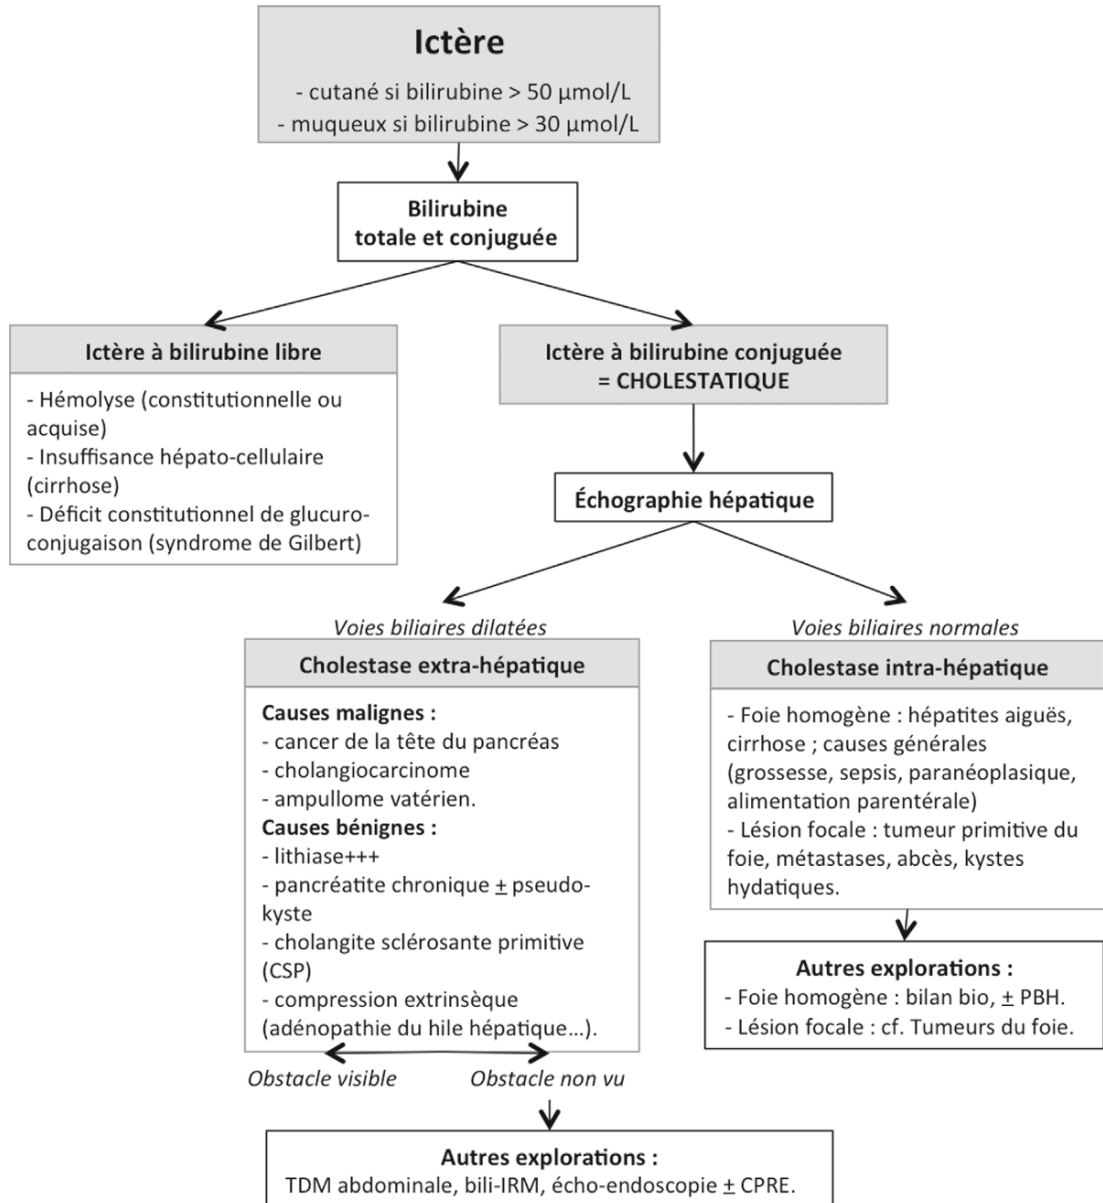 Ictère
- cutané si bilirubine > 50 µmol/L
- muqueux si bilirubine > 30 µmol/L
Bilirubine
totale et conjuguée
Ictère à bilirubine libre
- Hémolyse (constitutionnelle ou
acquise)
- Insuffisance hépato-cellulaire
(cirrhose)
- Déficit constitutionnel de glucuro-
conjugaison (syndrome de Gilbert)
Ictère à bilirubine conjuguée
= CHOLESTATIQUE
Échographie hépatique
Voies biliaires dilatées
Cholestase extra-hépatique
Causes malignes :
- cancer de la tête du pancréas
- cholangiocarcinome
- ampullome vatérien.
Causes bénignes :
- lithiase+++
- pancréatite chronique ± pseudo-
kyste
- cholangite sclérosante primitive
(CSP)
- compression extrinsèque
(adénopathie du hile hépatique...).
Obstacle visible
Obstacle non vu
Autres explorations :
TDM abdominale, bili-IRM, écho-endoscopie ± CPRE.
Voies biliaires normales
Cholestase intra-hépatique
- Foie homogène : hépatites aiguës,
cirrhose ; causes générales
(grossesse, sepsis, paranéoplasique,
alimentation parentérale)
- Lésion focale : tumeur primitive du
foie, métastases, abcès, kystes
hydatiques.
Autres explorations :
- Foie homogène : bilan bio, ± PBH.
- Lésion focale : cf. Tumeurs du foie.